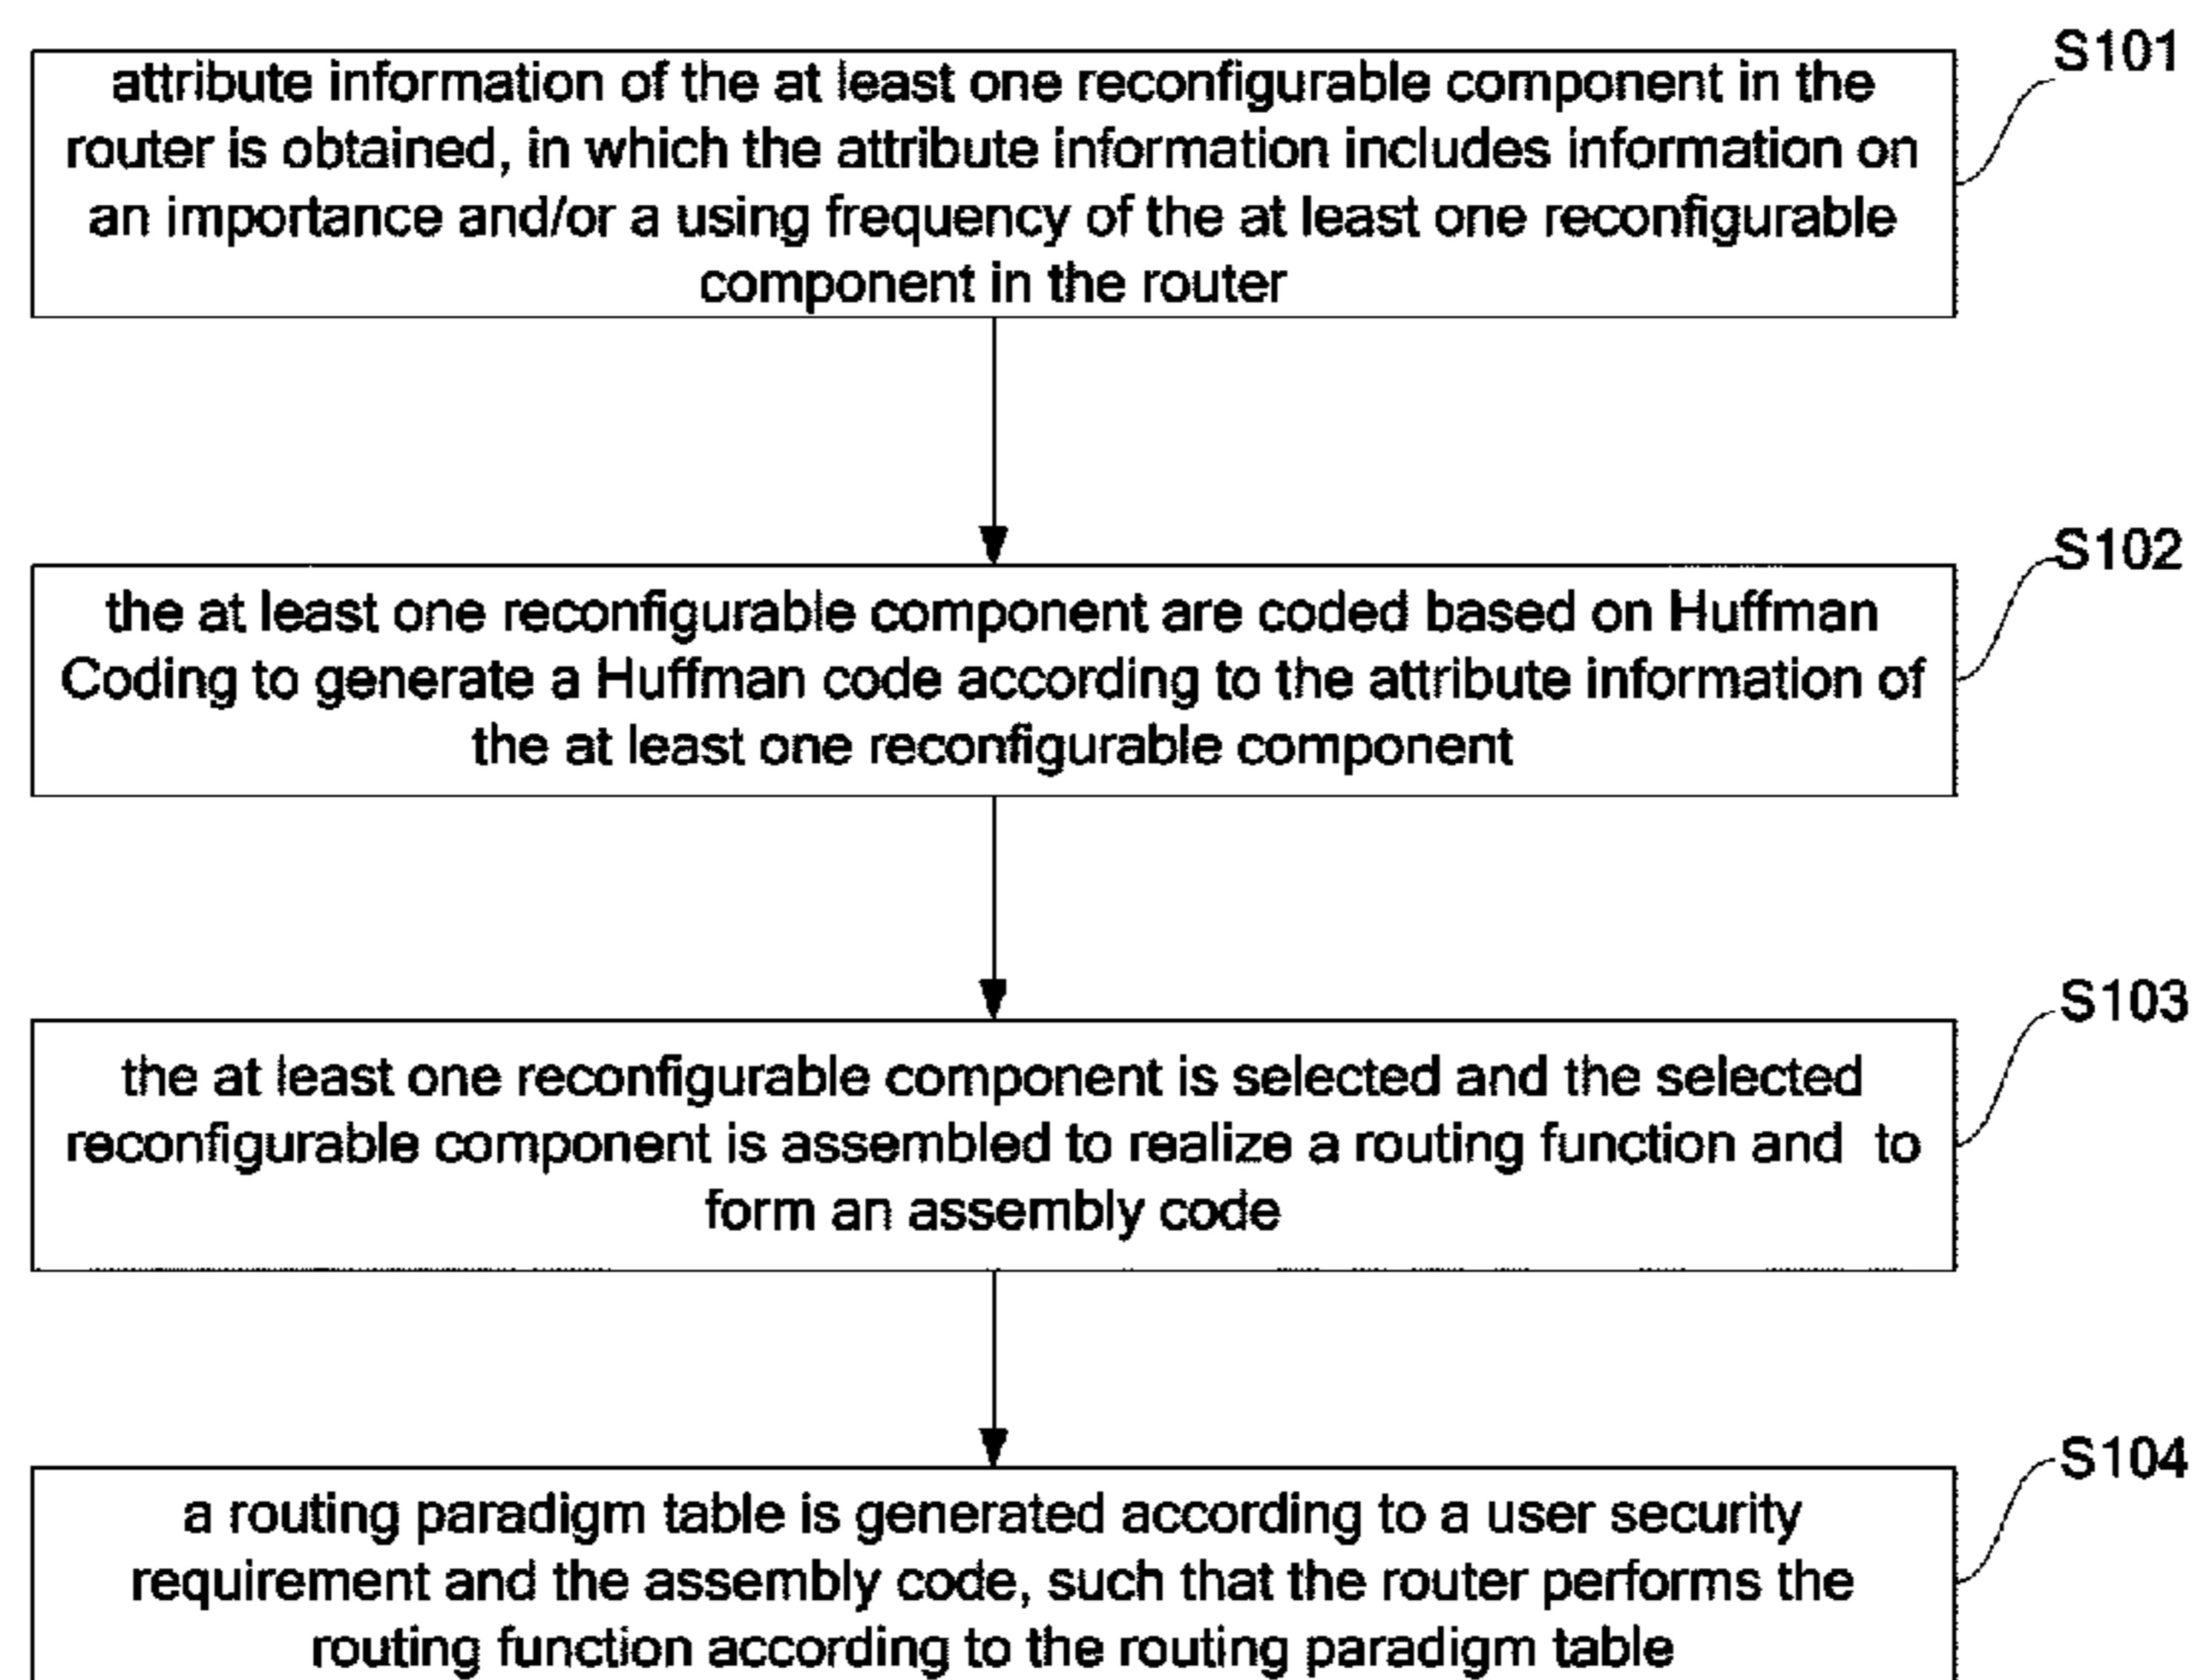 S101
attribute information of the at least one reconfigurable component in the
router is obtained, in which the attribute information includes information on
an importance and/or a using frequency of the at least one reconfigurable
component in the router
S102
the at least one reconfigurable component are coded based on Huffman
Coding to generate a Huffman code according to the attribute information of
the at least one reconfigurable component
S103
the at least one reconfigurable component is selected and the selected
reconfigurable component is assembled to realize a routing function and to
form an assembly code
S104
a routing paradigm table is generated according to a user security
requirement and the assembly code, such that the router performs the
routing function according to the routing paradigm table